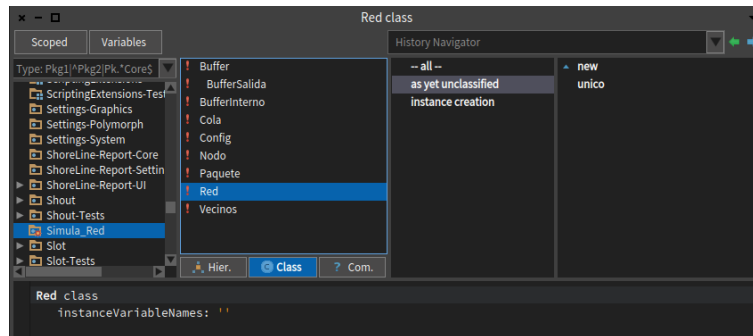 Red class
Scoped Variables History Navigator
Type: Pkg1|^Pkg2|Pk.*Core$
ScriptingExtensions-Test
Settings-Graphics
Settings-Polymorph
Settings-System
ShoreLine-Report-Core
ShoreLine-Report-Settin
ShoreLine-Report-UI
Shout
Shout-Tests
Simula_Red
Slot
Slot-Tests
Buffer
BufferSalida
BufferInterno
Cola
Config
Nodo
Paquete
Red
Vecinos
Hier. Class ? Com.
-- all --
as yet unclassified
instance creation
new
unico
Red class
instanceVariableNames: ''